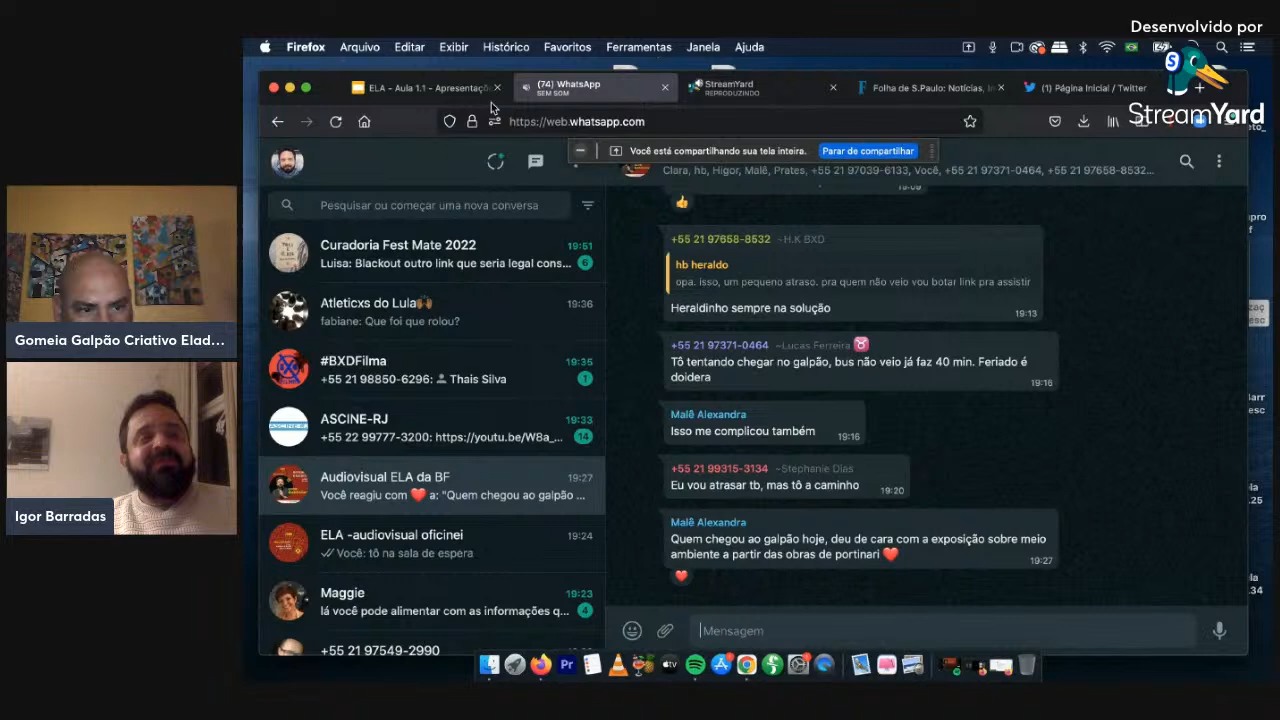 Desenvolvido por
StreamYard
Firefox Arquivo Editar Exibir Histórico Favoritos Ferramentas Janela Ajuda
ELA - Aula 1.1 - Apresentaçã
(74) WhatsApp
SEM SOM
StreamYard
REPRODUZINDO
Folha de S.Paulo: Notícias,
(1) Página Inicial / Twitter
https://web.whatsapp.com
Você está compartilhando sua tela inteira. Parar de compartilhar
Clara, hb, Higor, Malê, Prates, +55 21 97039-6133, Você, +55 21 97371-0464, +55 21 97658-8532...
Pesquisar ou começar uma nova conversa
Curadoria Fest Mate 2022 19:51
Luisa: Blackout outro link que seria legal cons... 6
Atleticxs do Lula🙌🏾 19:36
fabiane: Que foi que rolou?
#BXDFilma 19:35
+55 21 98850-6296: Thais Silva 1
ASCINE-RJ 19:33
+55 22 99777-3200: https://youtu.be/W8a_... 14
Audiovisual ELA da BF 19:27
Você reagiu com ❤️ a: "Quem chegou ao galpão ...
ELA -audiovisual oficinei 19:24
Você: tô na sala de espera
Maggie 19:23
lá você pode alimentar com as informações q... 4
+55 21 97549-2990
19:09
👍
+55 21 97658-8532 ~H.K BXD
hb heraldo
opa. isso, um pequeno atraso. pra quem não veio vou botar link pra assistir
Heraldinho sempre na solução
19:13
+55 21 97371-0464 ~Lucas Ferreira ♉
Tô tentando chegar no galpão, bus não veio já faz 40 min. Feriado é
doidera
19:16
Malê Alexandra
Isso me complicou também
19:16
+55 21 99315-3134 ~Stephanie Dias
Eu vou atrasar tb, mas tô a caminho
19:20
Malê Alexandra
Quem chegou ao galpão hoje, deu de cara com a exposição sobre meio
ambiente a partir das obras de portinari ❤️
19:27
❤️
Mensagem
Gomeia Galpão Criativo Elad...
Igor Barradas
Pr